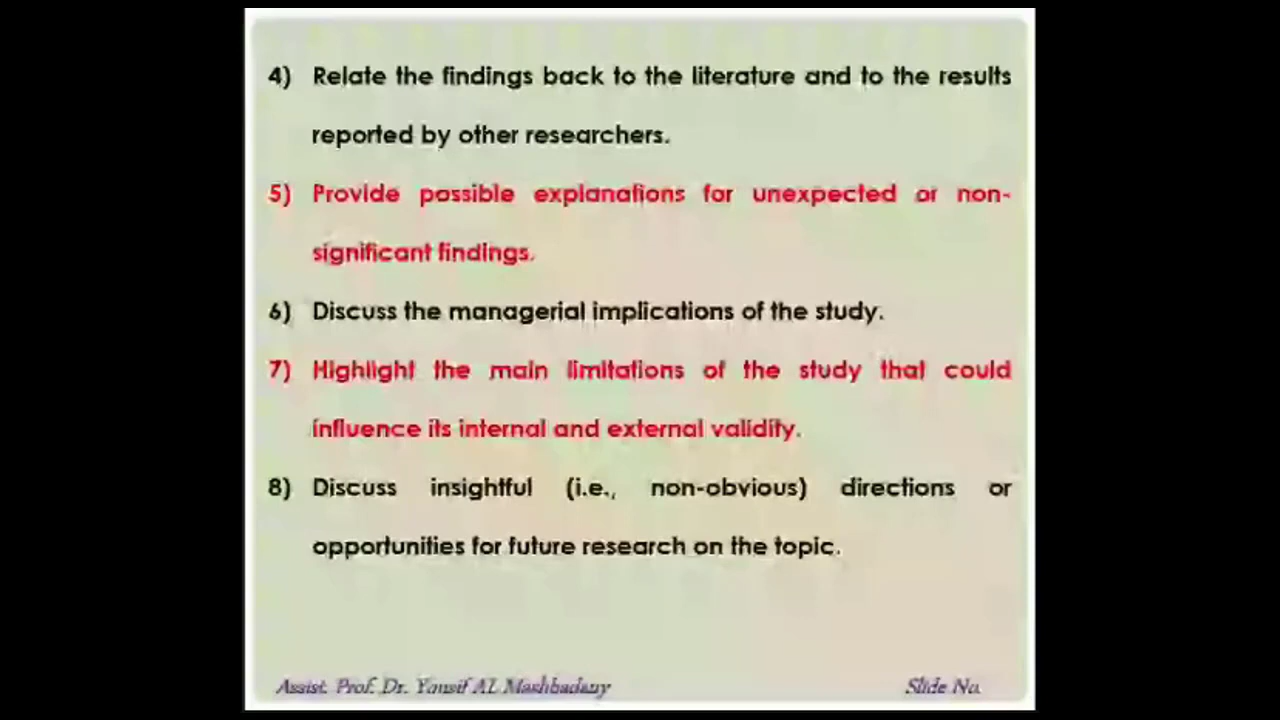 4) Relate the findings back to the literature and to the results
reported by other researchers.
5) Provide possible explanations for unexpected or non-
significant findings.
6) Discuss the managerial implications of the study.
7) Highlight the main limitations of the study that could
influence its internal and external validity.
8) Discuss insightful (i.e., non-obvious) directions or
opportunities for future research on the topic.
Assist. Prof. Dr. Yousif AL Mashhadany Slide No.